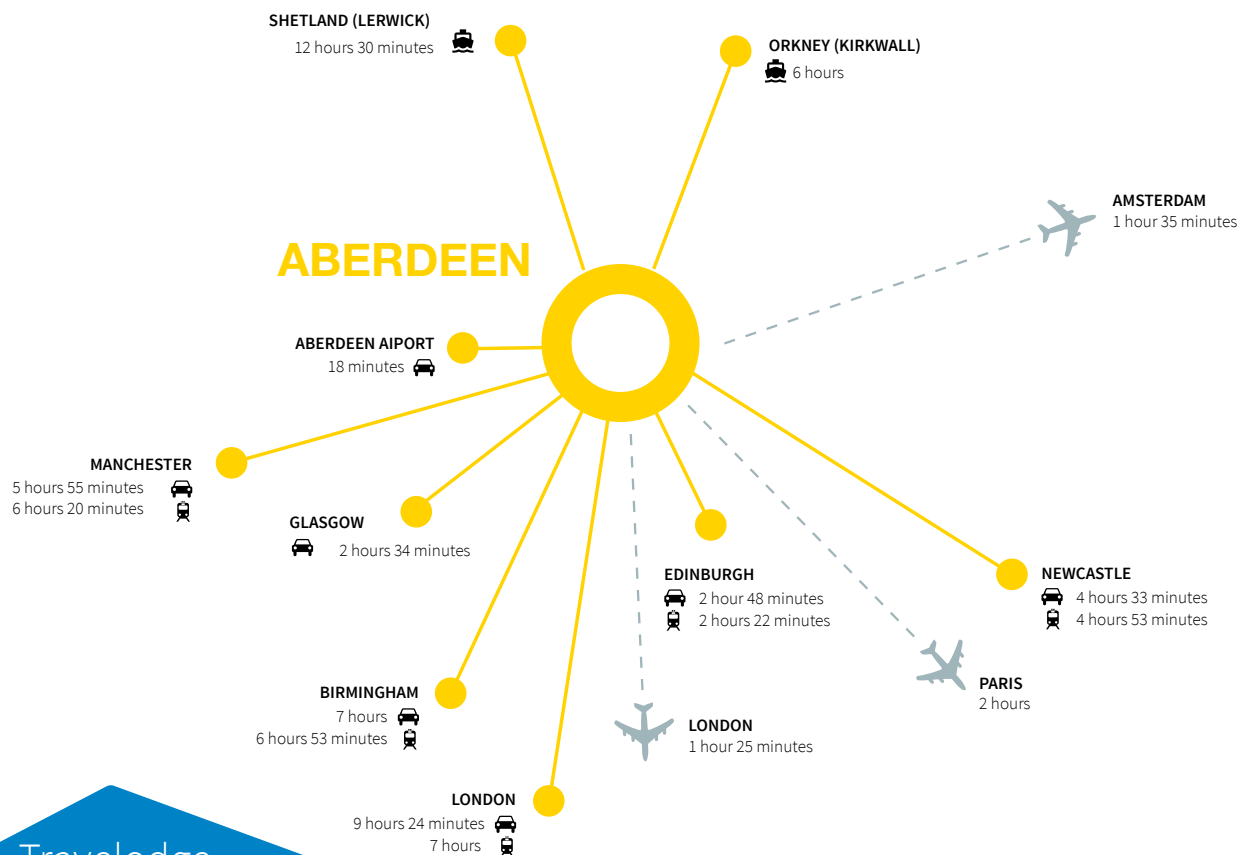 SHETLAND (LERWICK)
12 hours 30 minutes
ORKNEY (KIRKWALL)
6 hours
AMSTERDAM
1 hour 35 minutes
ABERDEEN
ABERDEEN AIPORT
18 minutes
MANCHESTER
5 hours 55 minutes
6 hours 20 minutes
GLASGOW
2 hours 34 minutes
EDINBURGH
2 hour 48 minutes
2 hours 22 minutes
NEWCASTLE
4 hours 33 minutes
4 hours 53 minutes
PARIS
2 hours
BIRMINGHAM
7 hours
6 hours 53 minutes
LONDON
1 hour 25 minutes
LONDON
9 hours 24 minutes
7 hours
Travelodge